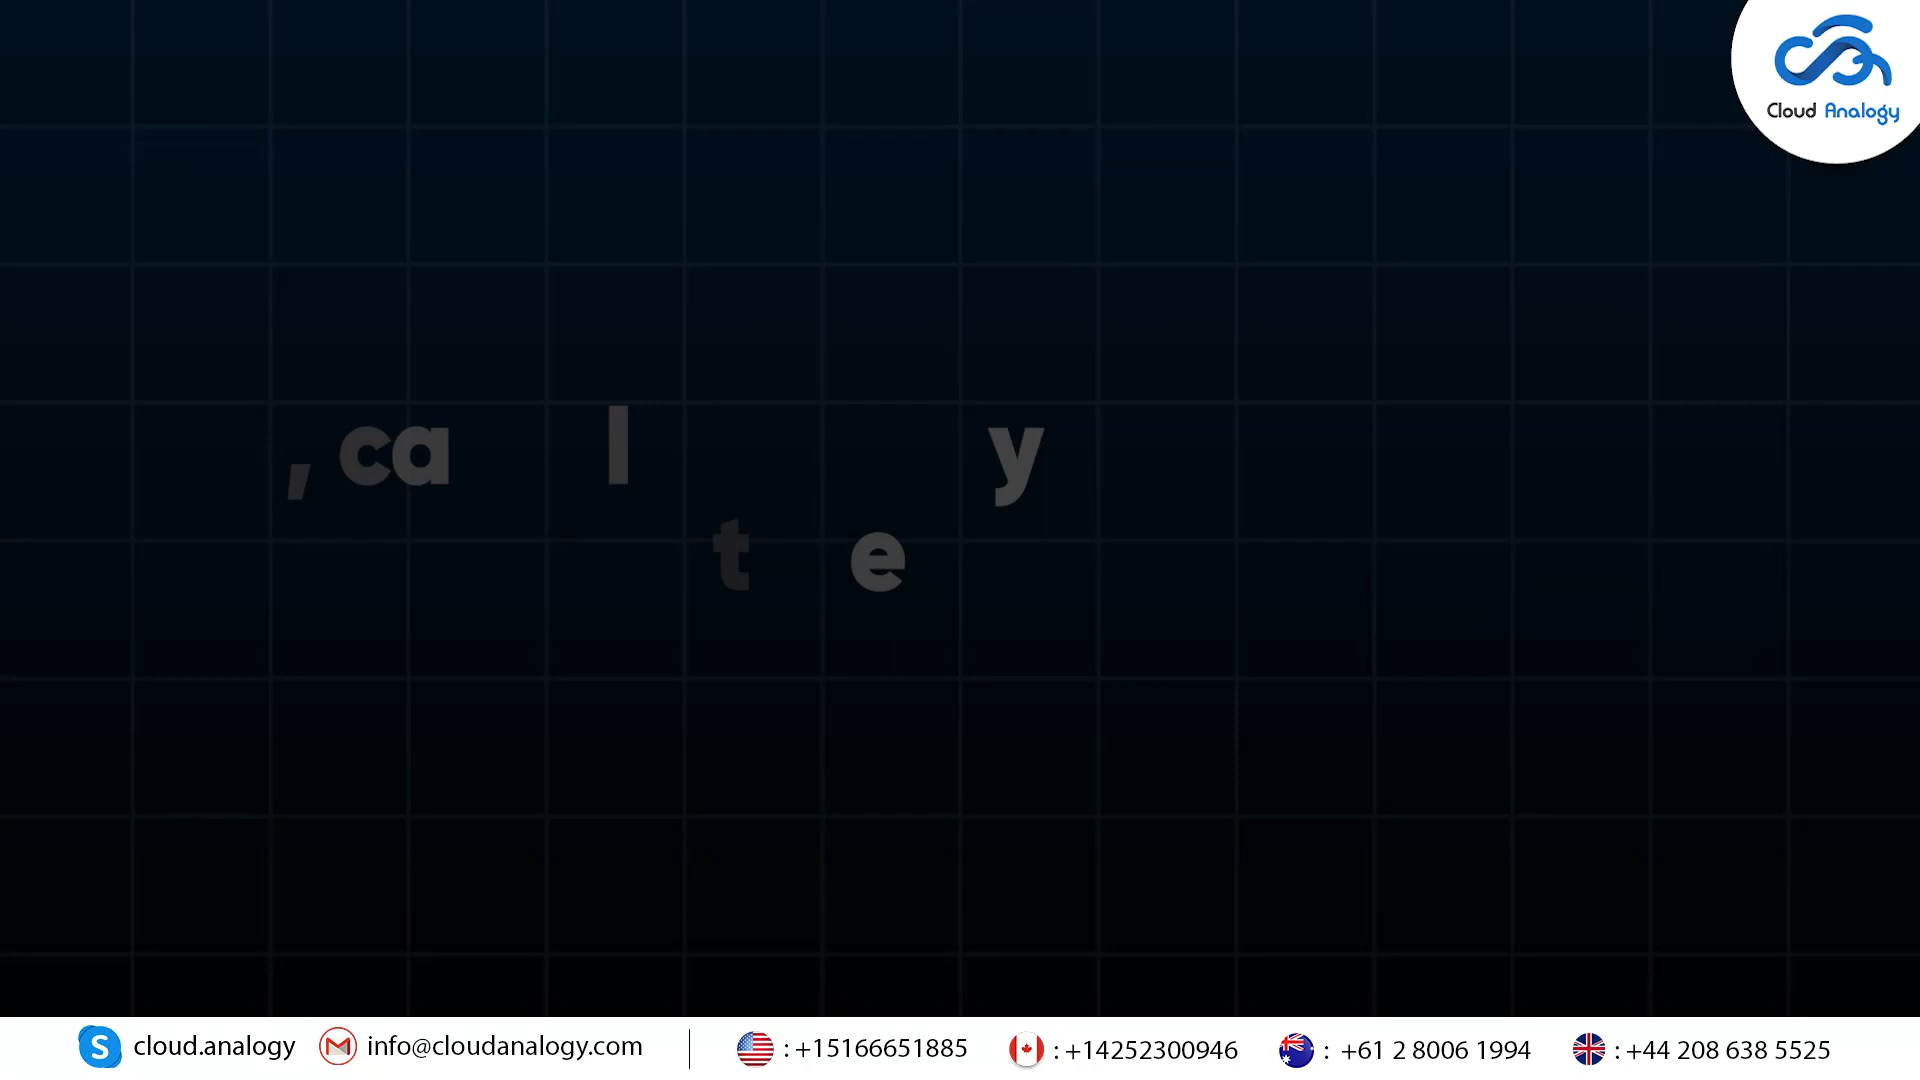 Cloud Analogy
, ca l y
t e
cloud.analogy info@cloudanalogy.com : +15166651885 : +14252300946 : +61 2 8006 1994 : +44 208 638 5525